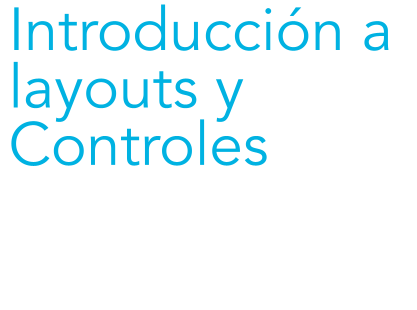 Introducción a
layouts y
Controles